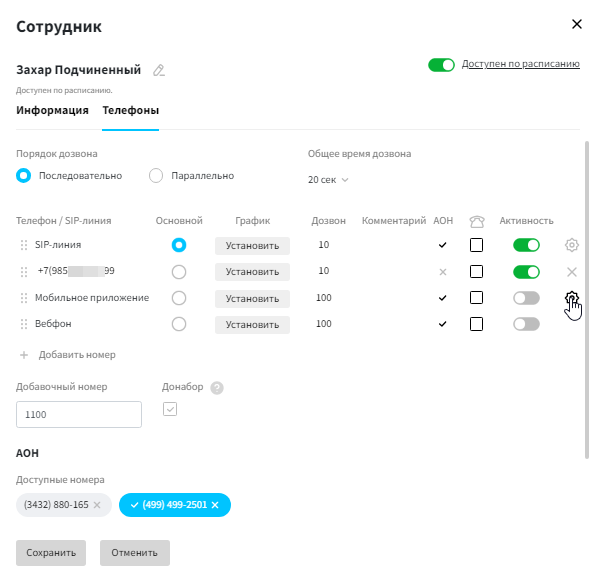 Сотрудник
Захар Подчиненный
Доступен по расписанию
Доступен по расписанию.
Информация Телефоны
Порядок дозвона Общее время дозвона
Последовательно Параллельно 20 сек
Телефон / SIP-линия Основной График Дозвон Комментарий АОН Активность
SIP-линия Установить 10
+7(985 99 Установить 10
Мобильное приложение Установить 100
Вебфон Установить 100
+ Добавить номер
Добавочный номер Донабор ?
1100
АОН
Доступные номера
(3432) 880-165 (499) 499-2501
Сохранить Отменить